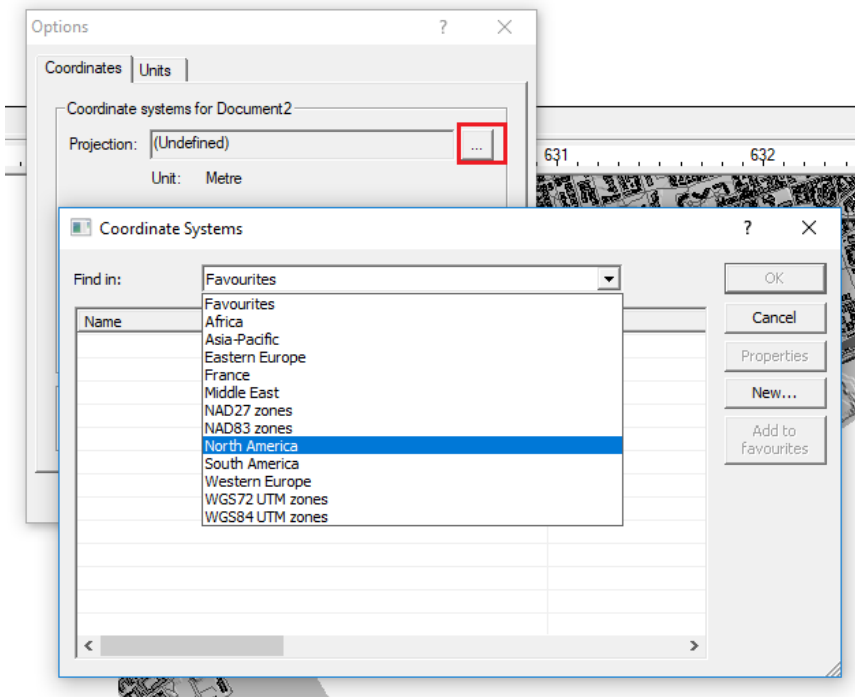 Options
?
Coordinates
Units
Coordinate systems for Document2
Projection:
(Undefined)
...
Unit:
Metre
631
632
Coordinate Systems
?
Find in:
Favourites
OK
Favourites
Africa
Asia-Pacific
Eastern Europe
France
Middle East
NAD27 zones
NAD83 zones
North America
South America
Western Europe
WGS72 UTM zones
WGS84 UTM zones
Name
Cancel
Properties
New...
Add to
favourites